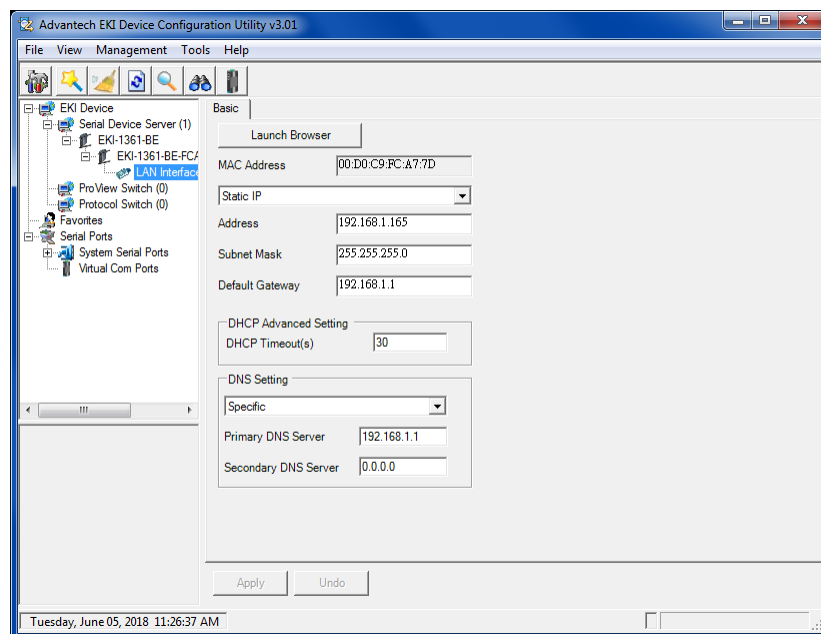 Advantech EKI Device Configuration Utility v3.01
File View Management Tools Help
EKI Device
Serial Device Server (1)
EKI-1361-BE
EKI-1361-BE-FCA
LAN Interface
ProView Switch (0)
Protocol Switch (0)
Favorites
Serial Ports
System Serial Ports
Virtual Com Ports
Basic
Launch Browser
MAC Address 00:D0:C9:FC:A7:7D
Static IP
Address 192.168.1.165
Subnet Mask 255.255.255.0
Default Gateway 192.168.1.1
DHCP Advanced Setting
DHCP Timeout(s) 30
DNS Setting
Specific
Primary DNS Server 192.168.1.1
Secondary DNS Server 0.0.0.0
Apply Undo
Tuesday, June 05, 2018 11:26:37 AM